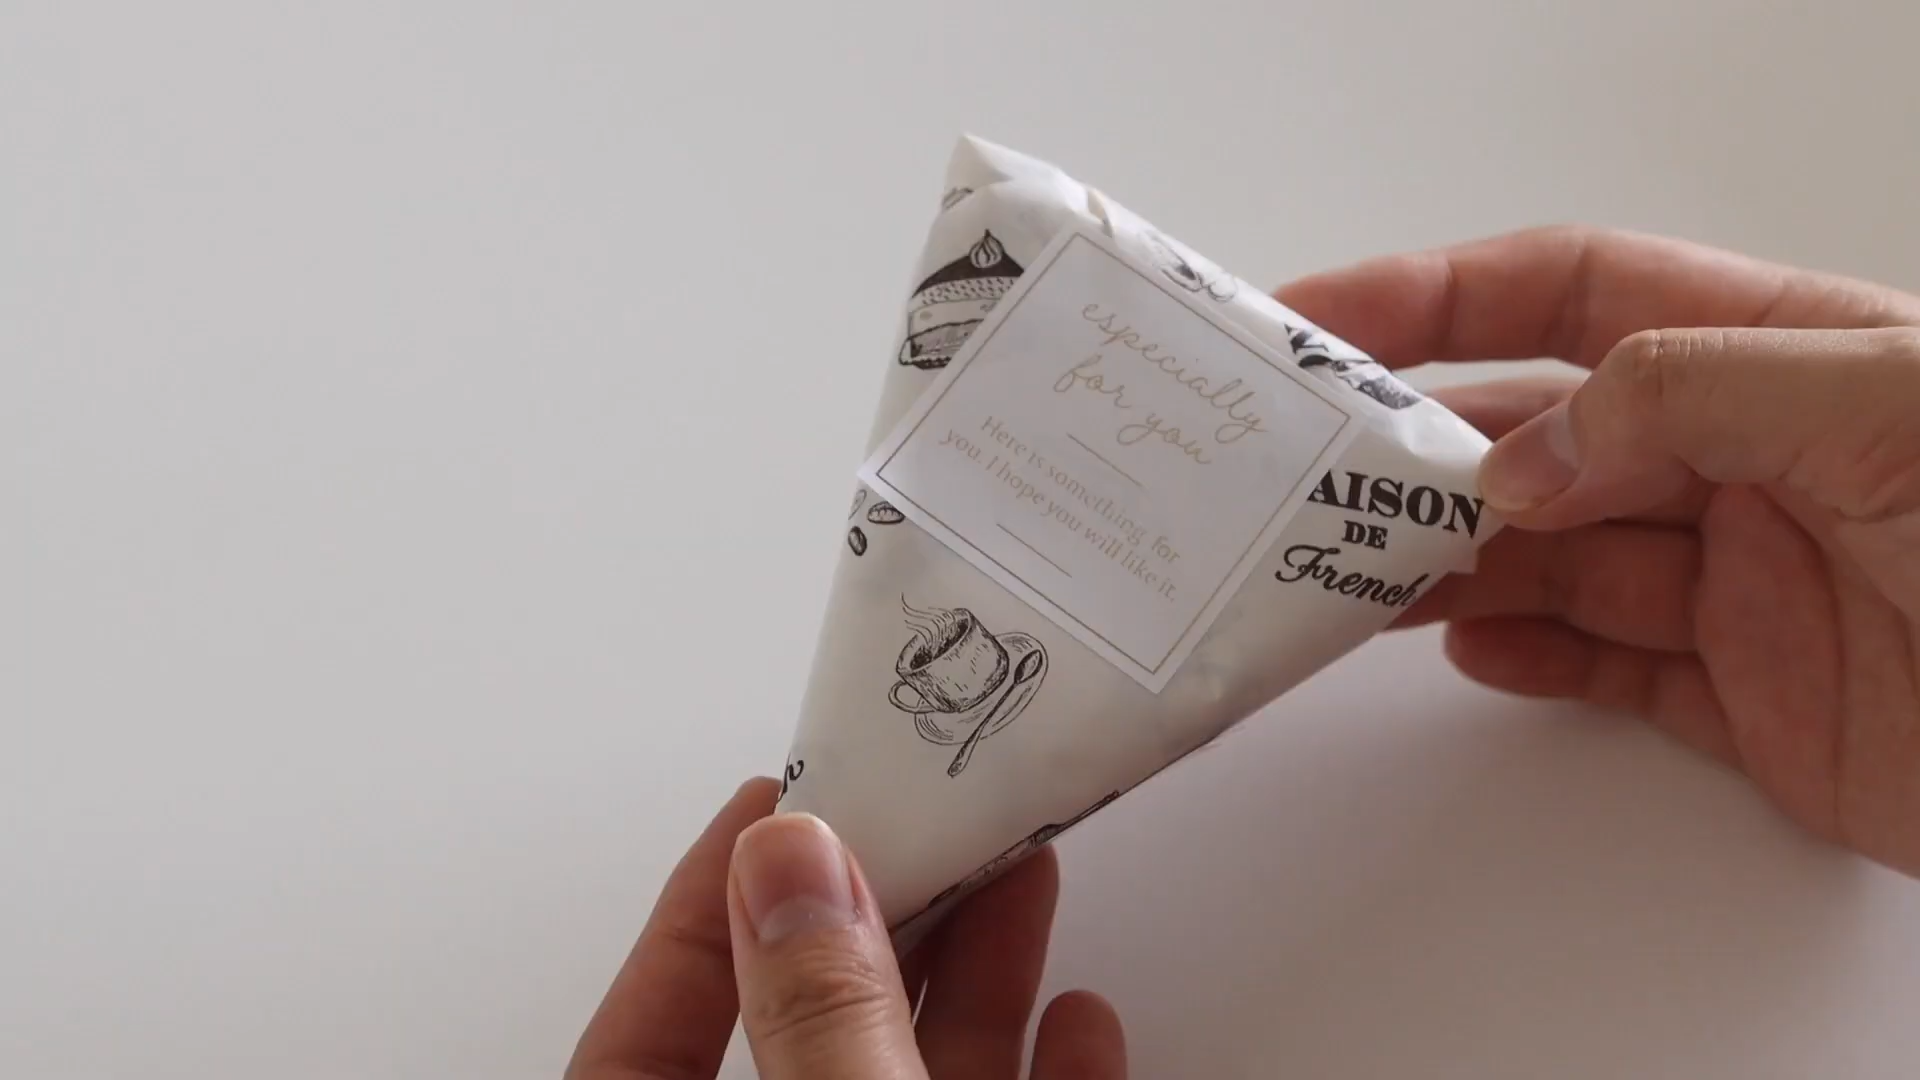 especially
for you
Here is something for
you. I hope you will like it.
AISON
DE
French